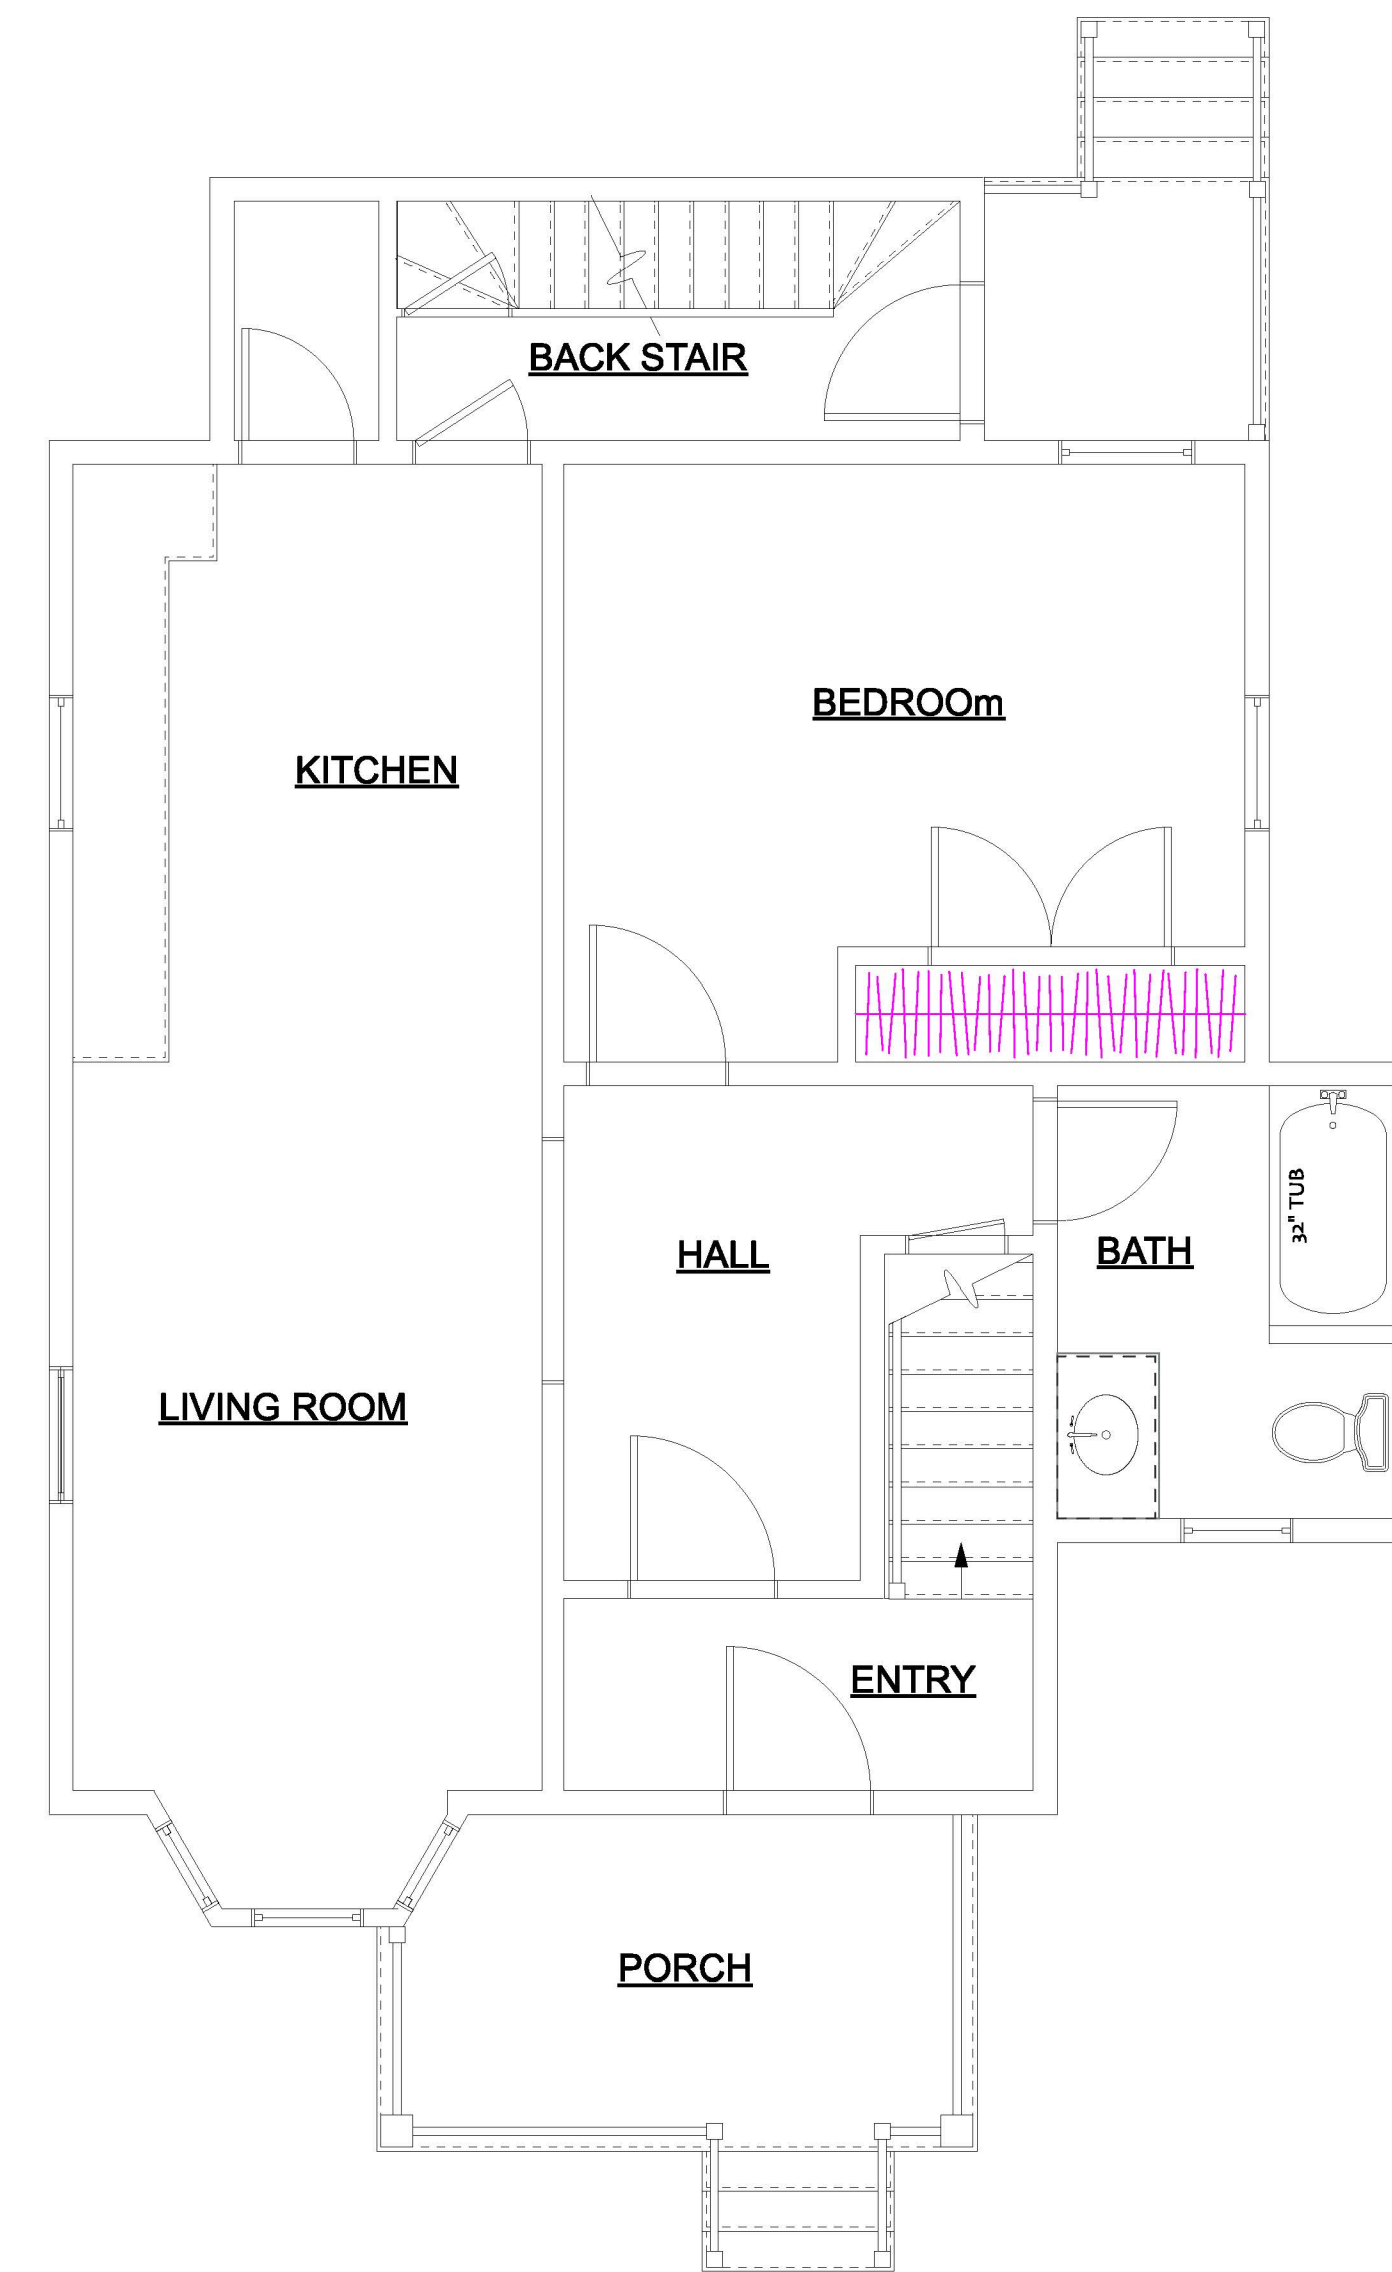 BACK STAIR
BEDROOm
KITCHEN
32" TUB
HALL
BATH
LIVING ROOM
ENTRY
PORCH